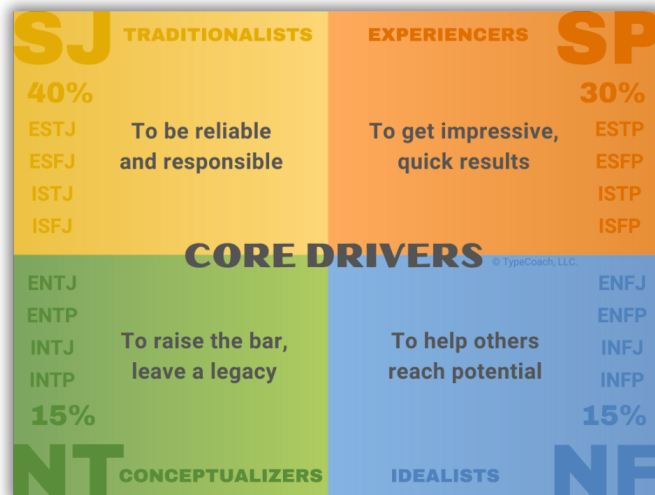 SJ
TRADITIONALISTS
40%
ESTJ
ESFJ
ISTJ
ISFJ
To be reliable
and responsible
EXPERIENCERS
SP
30%
ESTP
ESFP
ISTP
ISFP
To get impressive,
quick results
CORE DRIVERS
© TypeCoach, LLC.
ENTJ
ENTP
INTJ
INTP
15%
To raise the bar,
leave a legacy
NT
CONCEPTUALIZERS
ENFJ
ENFP
INFJ
INFP
15%
To help others
reach potential
IDEALISTS
NF